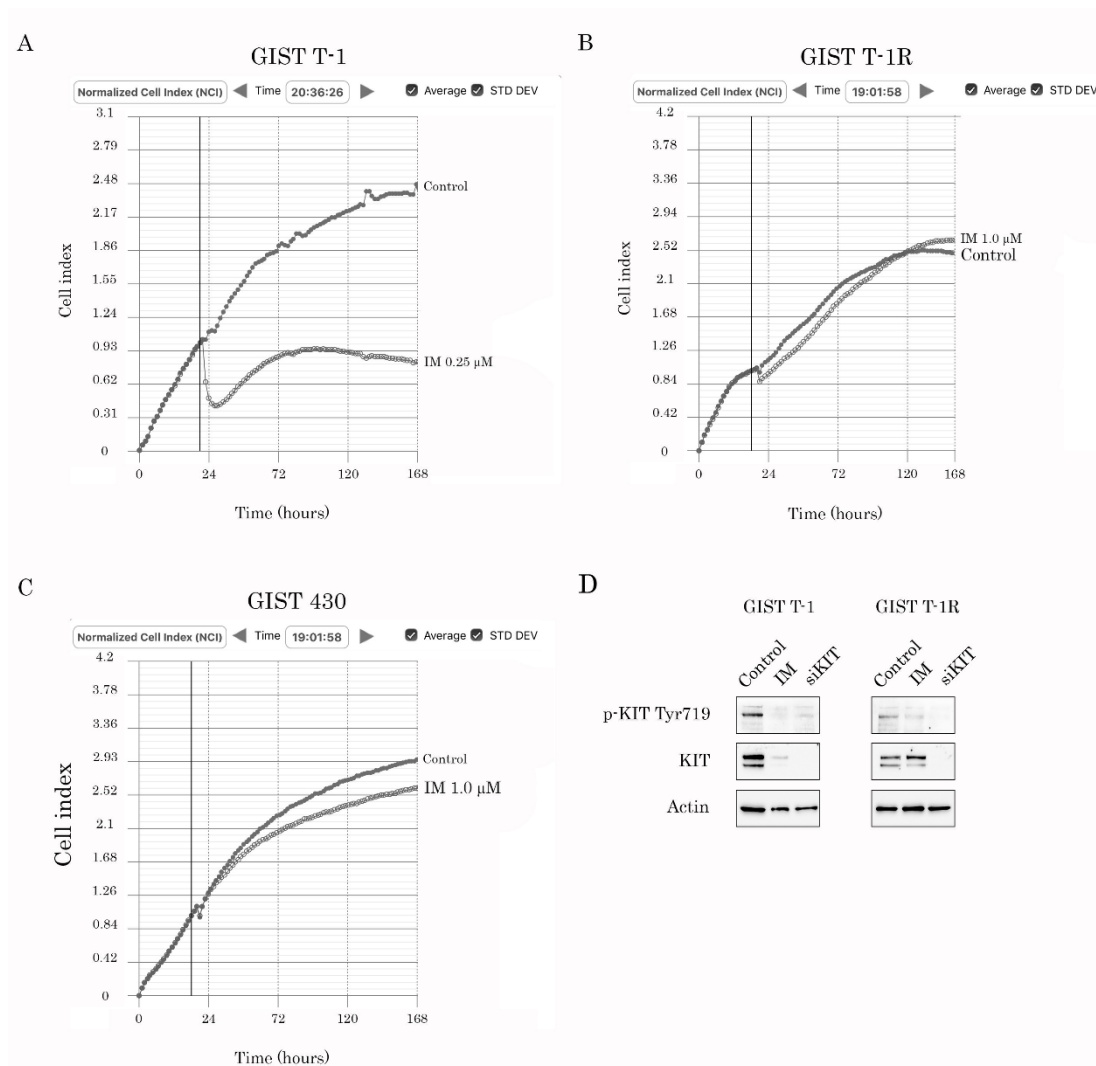 A
GIST T-1
Normalized Cell Index (NCI) Time 20:36:26 Average STD DEV
3.1
2.79
2.48
2.17
1.86
1.55
1.24
0.93
0.62
0.31
0
Cell index
Control
IM 0.25 µM
0 24 72 120 168
Time (hours)
B
GIST T-1R
Normalized Cell Index (NCI) Time 19:01:58 Average STD DEV
4.2
3.78
3.36
2.94
2.52
2.1
1.68
1.26
0.84
0.42
0
Cell index
IM 1.0 µM
Control
0 24 72 120 168
Time (hours)
C
GIST 430
Normalized Cell Index (NCI) Time 19:01:58 Average STD DEV
4.2
3.78
3.36
2.93
2.52
2.1
1.68
1.26
0.84
0.42
0
Cell index
Control
IM 1.0 µM
0 24 72 120 168
Time (hours)
D
GIST T-1 GIST T-1R
Control IM siKIT Control IM siKIT
p-KIT Tyr719
KIT
Actin